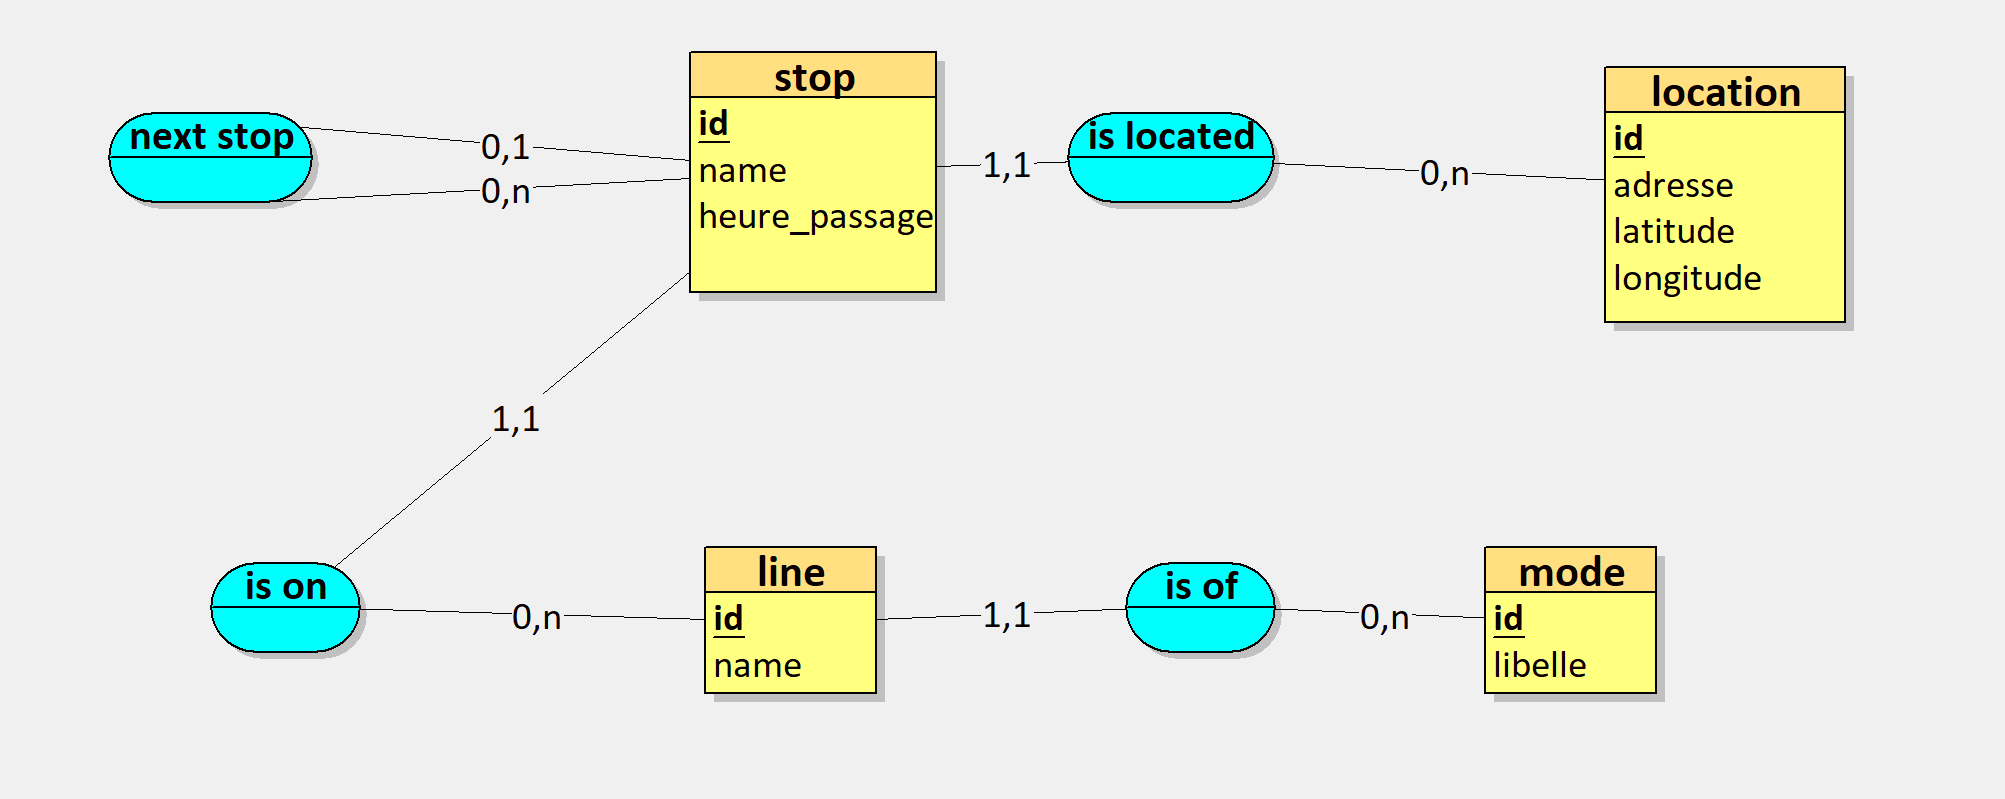 stop
id
name
heure_passage
next stop
0,1
0,n
1,1
is located
0,n
location
id
adresse
latitude
longitude
1,1
is on
0,n
line
id
name
1,1
is of
0,n
mode
id
libelle